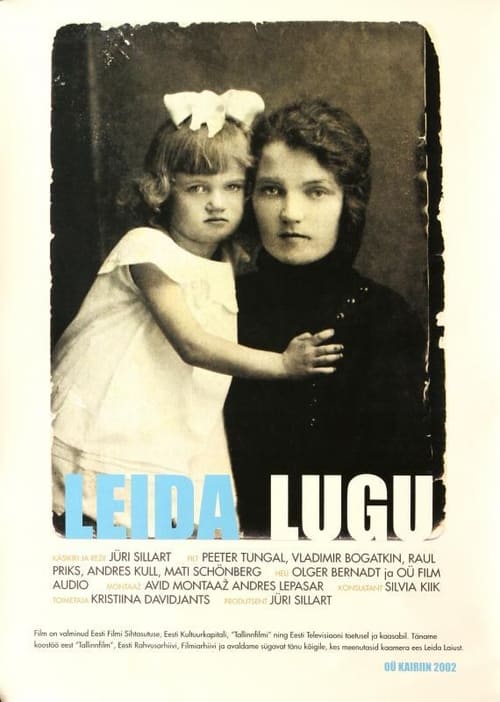 LEIDA LUGU
KÄSIKIRI JA REŽII JÜRI SILLART PILT PEETER TUNGAL, VLADIMIR BOGATKIN, RAUL
PRIKS, ANDRES KULL, MATI SCHÖNBERG HELI OLGER BERNADT ja OÜ FILM
AUDIO MONTAAŽ AVID MONTAAŽ ANDRES LEPASAR KONSULTANT SILVIA KIIK
TOIMETAJA KRISTIINA DAVIDJANTS PRODUTSENT JÜRI SILLART
Film on valminud Eesti Filmi Sihtasutuse, Eesti Kultuurkapitali, "Tallinnfilmi" ning Eesti Televisiooni toetusel ja kaasabil. Täname
koostöö eest "Tallinnfilm", Eesti Rahvusarhiivi, Filmiarhiivi ja avaldame sügavat tänu kõigile, kes meenutasid kaamera ees Leida Laiust.
OÜ KAIRIIN 2002